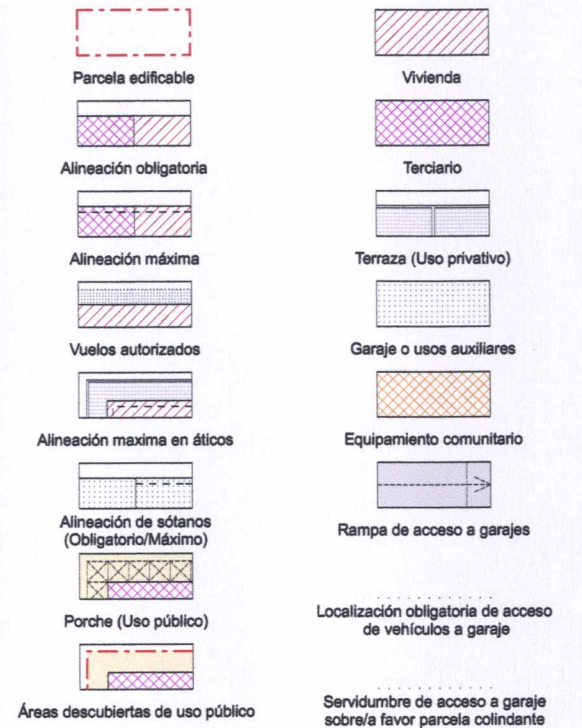 Parcela edificable
Vivienda
Alineación obligatoria
Terciario
Alineación máxima
Terraza (Uso privativo)
Vuelos autorizados
Garaje o usos auxiliares
Alineación maxima en áticos
Equipamiento comunitario
Alineación de sótanos
(Obligatorio/Máximo)
Rampa de acceso a garajes
Porche (Uso público)
Localización obligatoria de acceso
de vehículos a garaje
Áreas descubiertas de uso público
Servidumbre de acceso a garaje
sobre/a favor parcela colindante